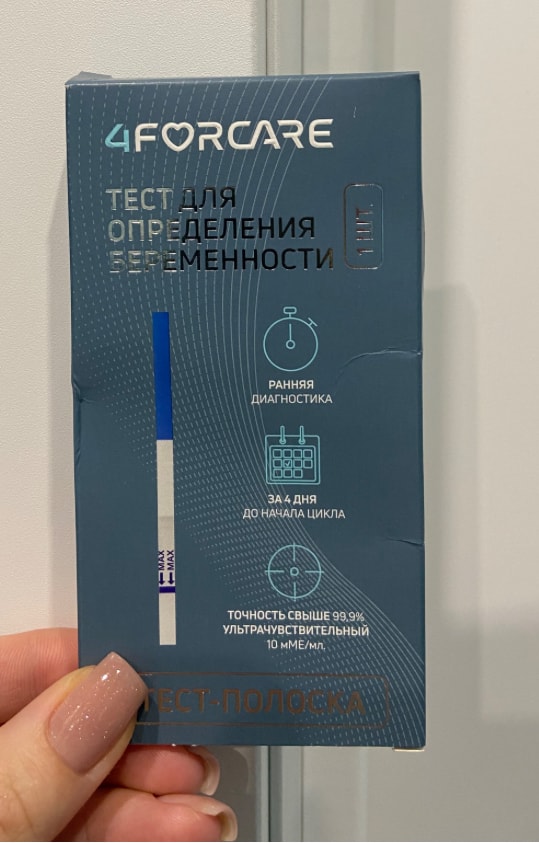 4FORCARE
ТЕСТ ДЛЯ
ОПРЕДЕЛЕНИЯ
БЕРЕМЕННОСТИ
1 ШТ.
РАННЯЯ
ДИАГНОСТИКА
ЗА 4 ДНЯ
ДО НАЧАЛА ЦИКЛА
MAX
MAX
ТОЧНОСТЬ СВЫШЕ 99,9%
УЛЬТРАЧУВСТВИТЕЛЬНЫЙ
10 мМЕ/мл.
ТЕСТ-ПОЛОСКА